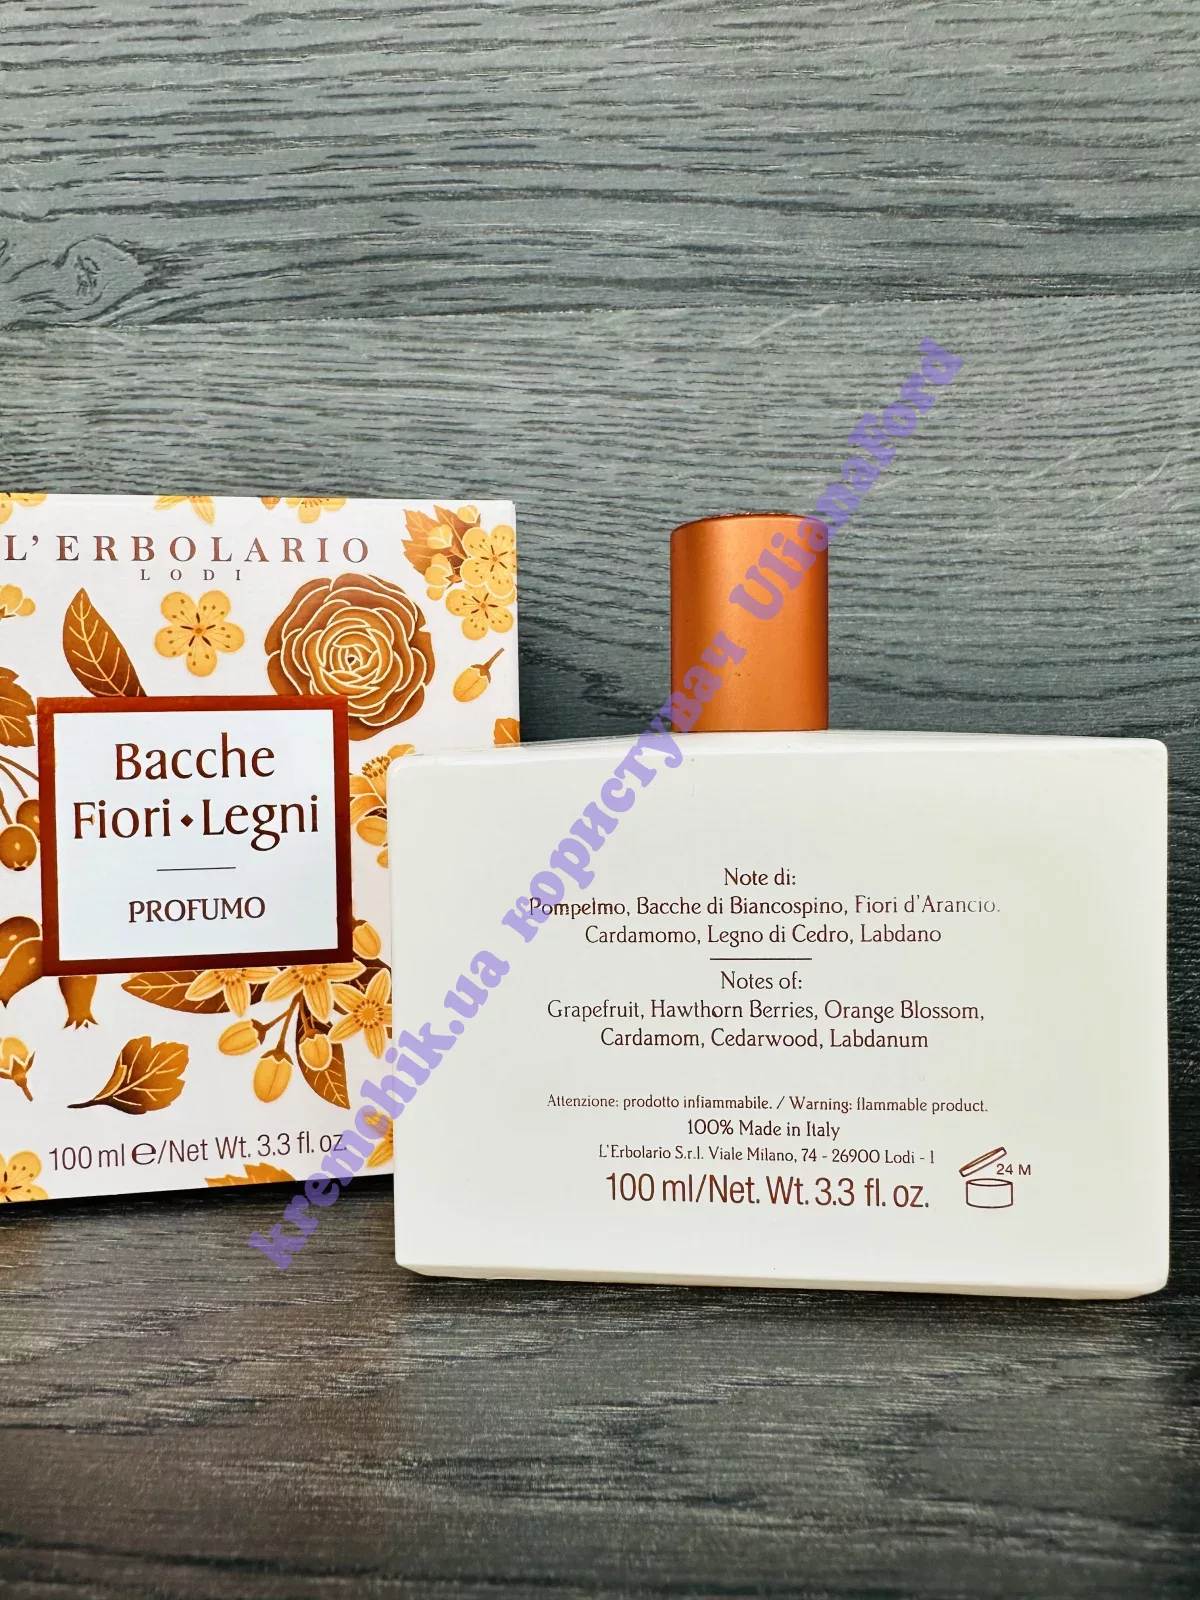 L'ERBOLARIO
LODI
Bacche
Fiori • Legni
PROFUMO
100 ml ℮/Net Wt. 3.3 fl. oz.
Note di:
Pompelmo, Bacche di Biancospino, Fiori d'Arancio.
Cardamomo, Legno di Cedro, Labdano
Notes of:
Grapefruit, Hawthorn Berries, Orange Blossom,
Cardamom, Cedarwood, Labdanum
Attenzione: prodotto infiammabile. / Warning: flammable product.
100% Made in Italy
L'Erbolario S.r.l. Viale Milano, 74 - 26900 Lodi - I
100 ml/Net. Wt. 3.3 fl. oz.
24 M
kremchik.ua користувач UlianaFord